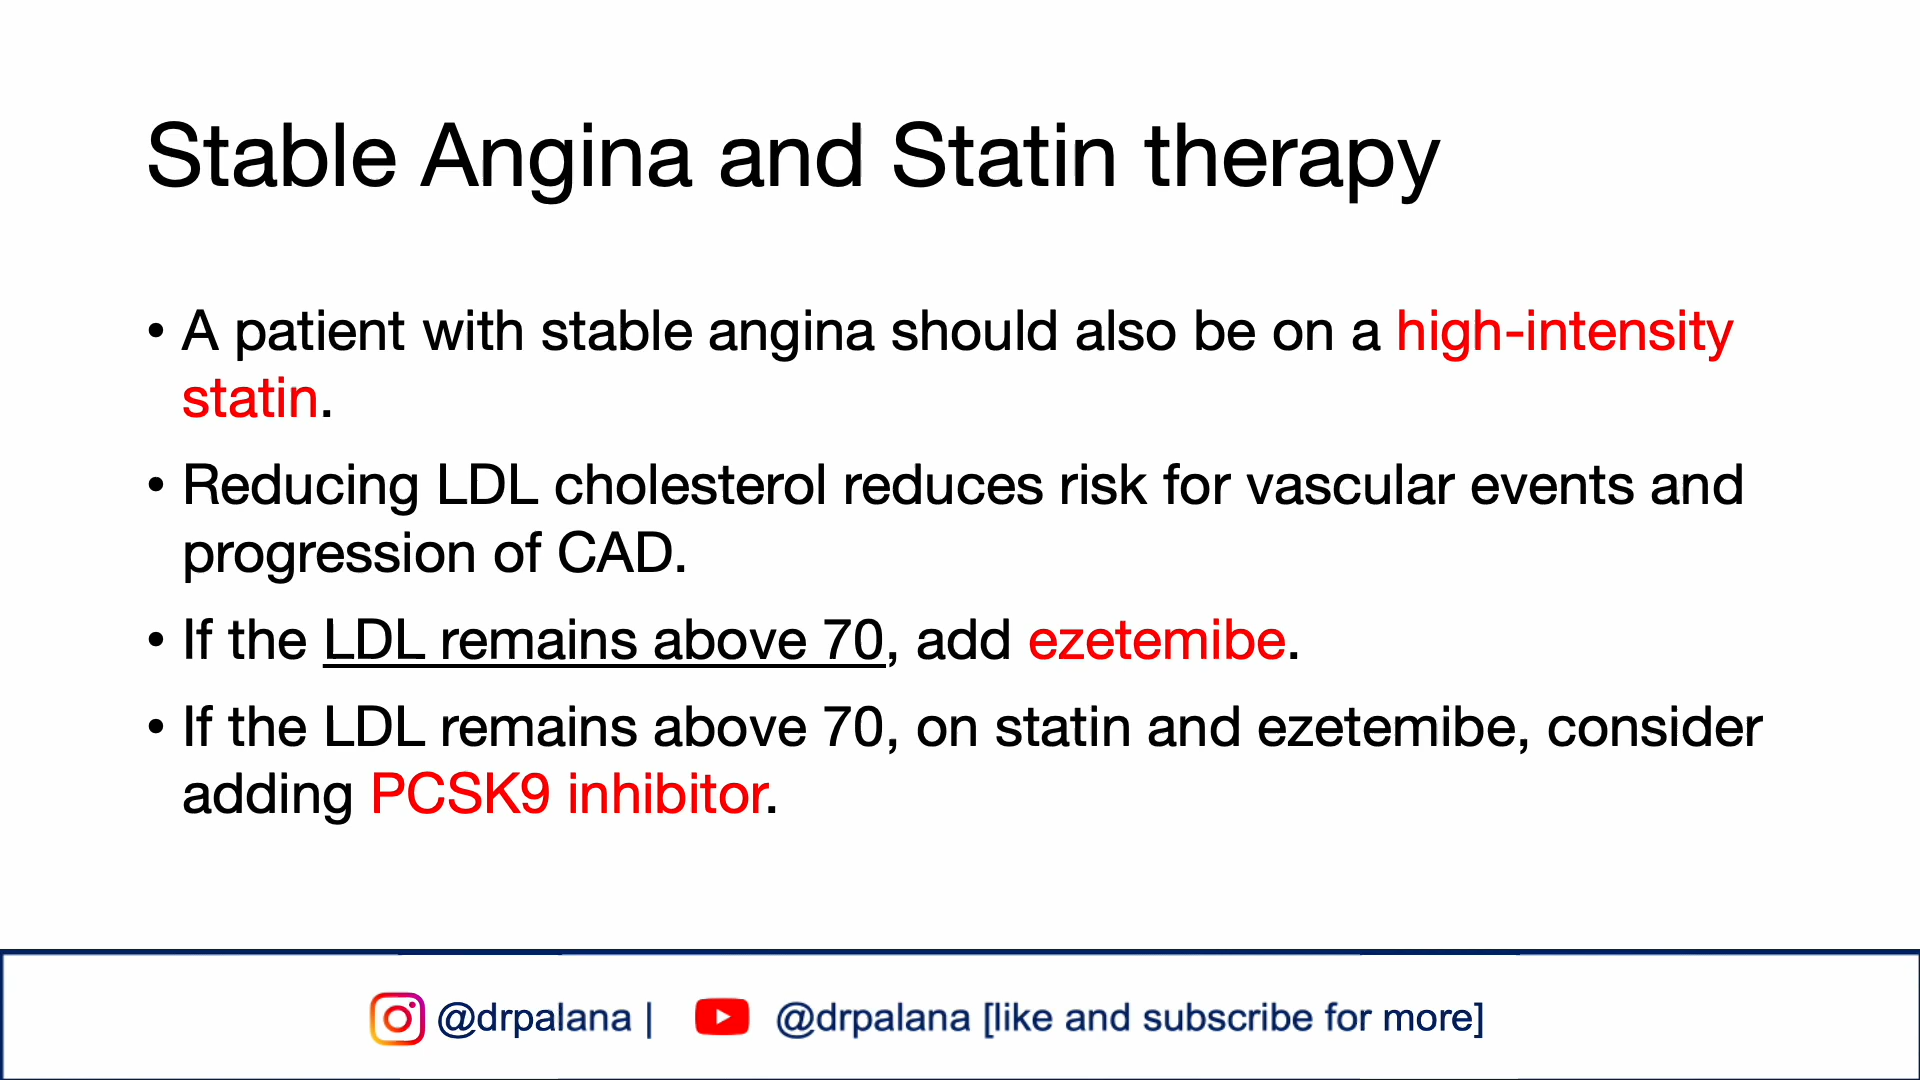 Stable Angina and Statin therapy
• A patient with stable angina should also be on a high-intensity
statin.
• Reducing LDL cholesterol reduces risk for vascular events and
progression of CAD.
• If the LDL remains above 70, add ezetemibe.
• If the LDL remains above 70, on statin and ezetemibe, consider
adding PCSK9 inhibitor.
@drpalana | @drpalana [like and subscribe for more]